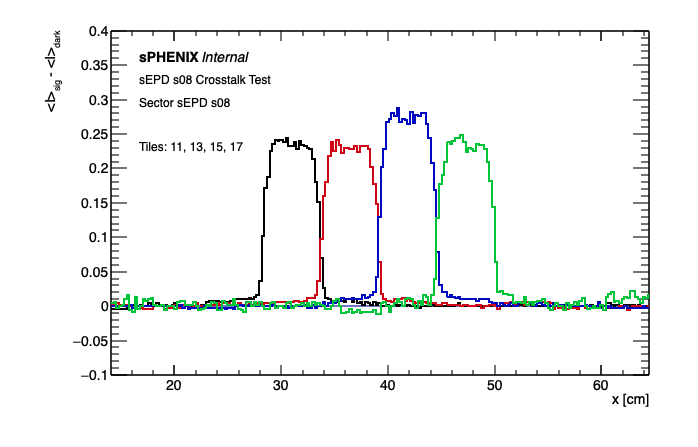 0.4
<I>sig - <I>dark
0.35
sPHENIX Internal
0.3
sEPD s08 Crosstalk Test
Sector sEPD s08
0.25
Tiles: 11, 13, 15, 17
0.2
0.15
0.1
0.05
0
−0.05
−0.1
20 30 40 50 60
x [cm]